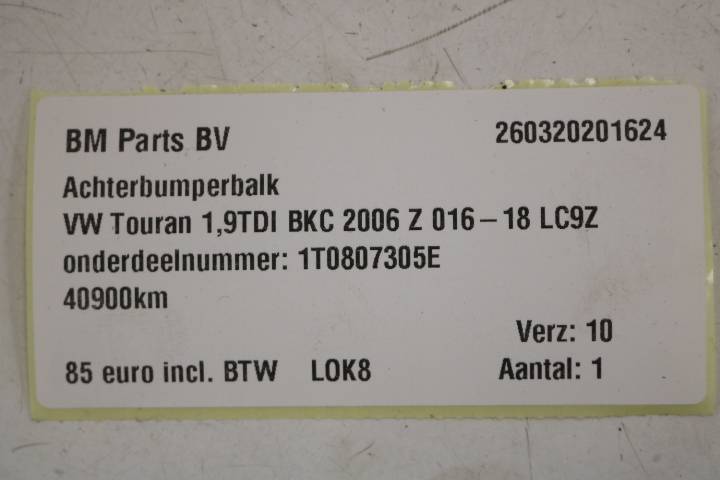 BM Parts BV 260320201624
Achterbumperbalk
VW Touran 1,9TDI BKC 2006 Z 016-18 LC9Z
onderdeelnummer: 1T0807305E
40900km
Verz: 10
85 euro incl. BTW LOK8 Aantal: 1